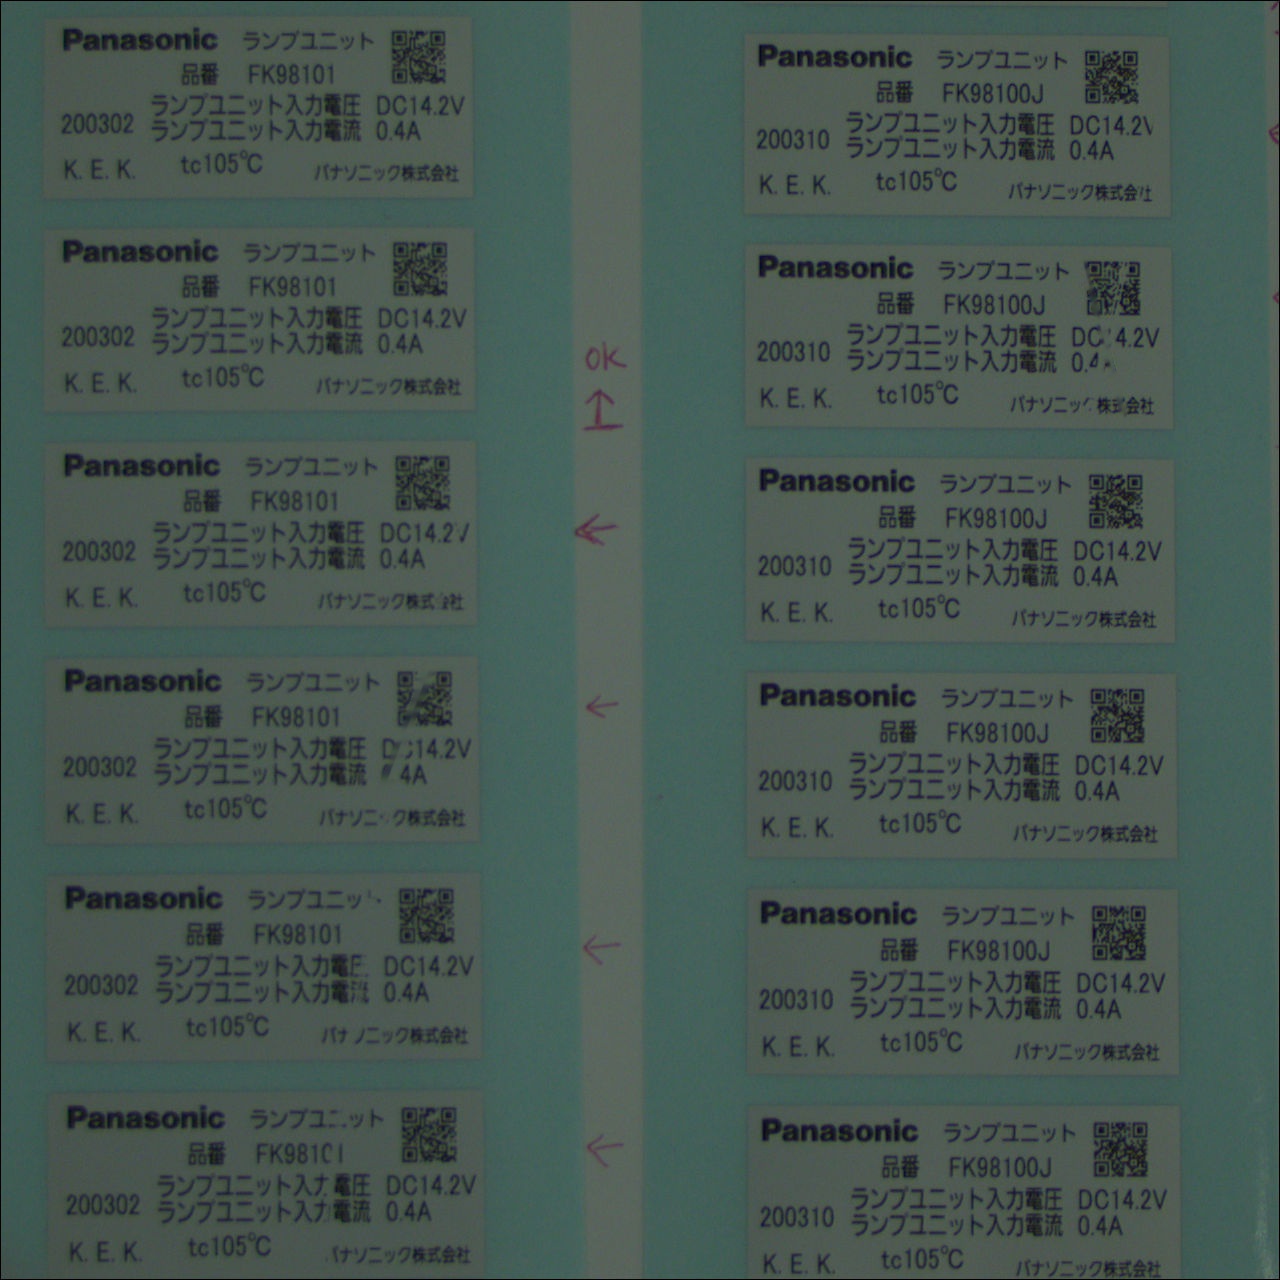 Panasonic ランプユニット
品番 FK98101
ランプユニット入力電圧 DC14.2V
200302 ランプユニット入力電流 0.4A
K. E. K. tc105℃ パナソニック株式会社
Panasonic ランプユニット
品番 FK98101
ランプユニット入力電圧 DC14.2V
200302 ランプユニット入力電流 0.4A
K. E. K. tc105℃ パナソニック株式会社
Panasonic ランプユニット
品番 FK98101
ランプユニット入力電圧 DC14.2V
200302 ランプユニット入力電流 0.4A
K. E. K. tc105℃ パナソニック株式会社
Panasonic ランプユニット
品番 FK98101
ランプユニット入力電圧 DC14.2V
200302 ランプユニット入力電流 4A
K. E. K. tc105℃ パナソニック株式会社
Panasonic ランプユニッ
品番 FK98101
ランプユニット入力電圧 DC14.2V
200302 ランプユニット入力電流 0.4A
K. E. K. tc105℃ パナソニック株式会社
Panasonic ランプユニット
品番 FK98101
ランプユニット入力電圧 DC14.2V
200302 ランプユニット入力電流 0.4A
K. E. K. tc105℃ パナソニック株式会社
OK
↑
←
←
←
←
Panasonic ランプユニット
品番 FK98100J
ランプユニット入力電圧 DC14.2V
200310 ランプユニット入力電流 0.4A
K. E. K. tc105℃ パナソニック株式会社
Panasonic ランプユニット
品番 FK98100J
ランプユニット入力電圧 DC14.2V
200310 ランプユニット入力電流 0.4
K. E. K. tc105℃ パナソニック株式会社
Panasonic ランプユニット
品番 FK98100J
ランプユニット入力電圧 DC14.2V
200310 ランプユニット入力電流 0.4A
K. E. K. tc105℃ パナソニック株式会社
Panasonic ランプユニット
品番 FK98100J
ランプユニット入力電圧 DC14.2V
200310 ランプユニット入力電流 0.4A
K. E. K. tc105℃ パナソニック株式会社
Panasonic ランプユニット
品番 FK98100J
ランプユニット入力電圧 DC14.2V
200310 ランプユニット入力電流 0.4A
K. E. K. tc105℃ パナソニック株式会社
Panasonic ランプユニット
品番 FK98100J
ランプユニット入力電圧 DC14.2V
200310 ランプユニット入力電流 0.4A
K. E. K. tc105℃ パナソニック株式会社